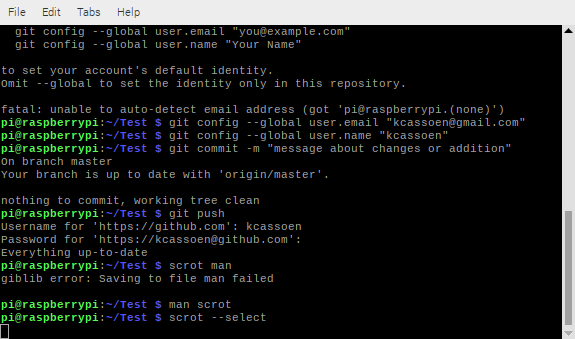 File Edit Tabs Help
git config --global user.email "you@example.com"
git config --global user.name "Your Name"
to set your account's default identity.
Omit --global to set the identity only in this repository.
fatal: unable to auto-detect email address (got 'pi@raspberrypi.(none)')
pi@raspberrypi:~/Test $ git config --global user.email "kcassoen@gmail.com"
pi@raspberrypi:~/Test $ git config --global user.name "kcassoen"
pi@raspberrypi:~/Test $ git commit -m "message about changes or addition"
On branch master
Your branch is up to date with 'origin/master'.
nothing to commit, working tree clean
pi@raspberrypi:~/Test $ git push
Username for 'https://github.com': kcassoen
Password for 'https://kcassoen@github.com':
Everything up-to-date
pi@raspberrypi:~/Test $ scrot man
giblib error: Saving to file man failed
pi@raspberrypi:~/Test $ man scrot
pi@raspberrypi:~/Test $ scrot --select